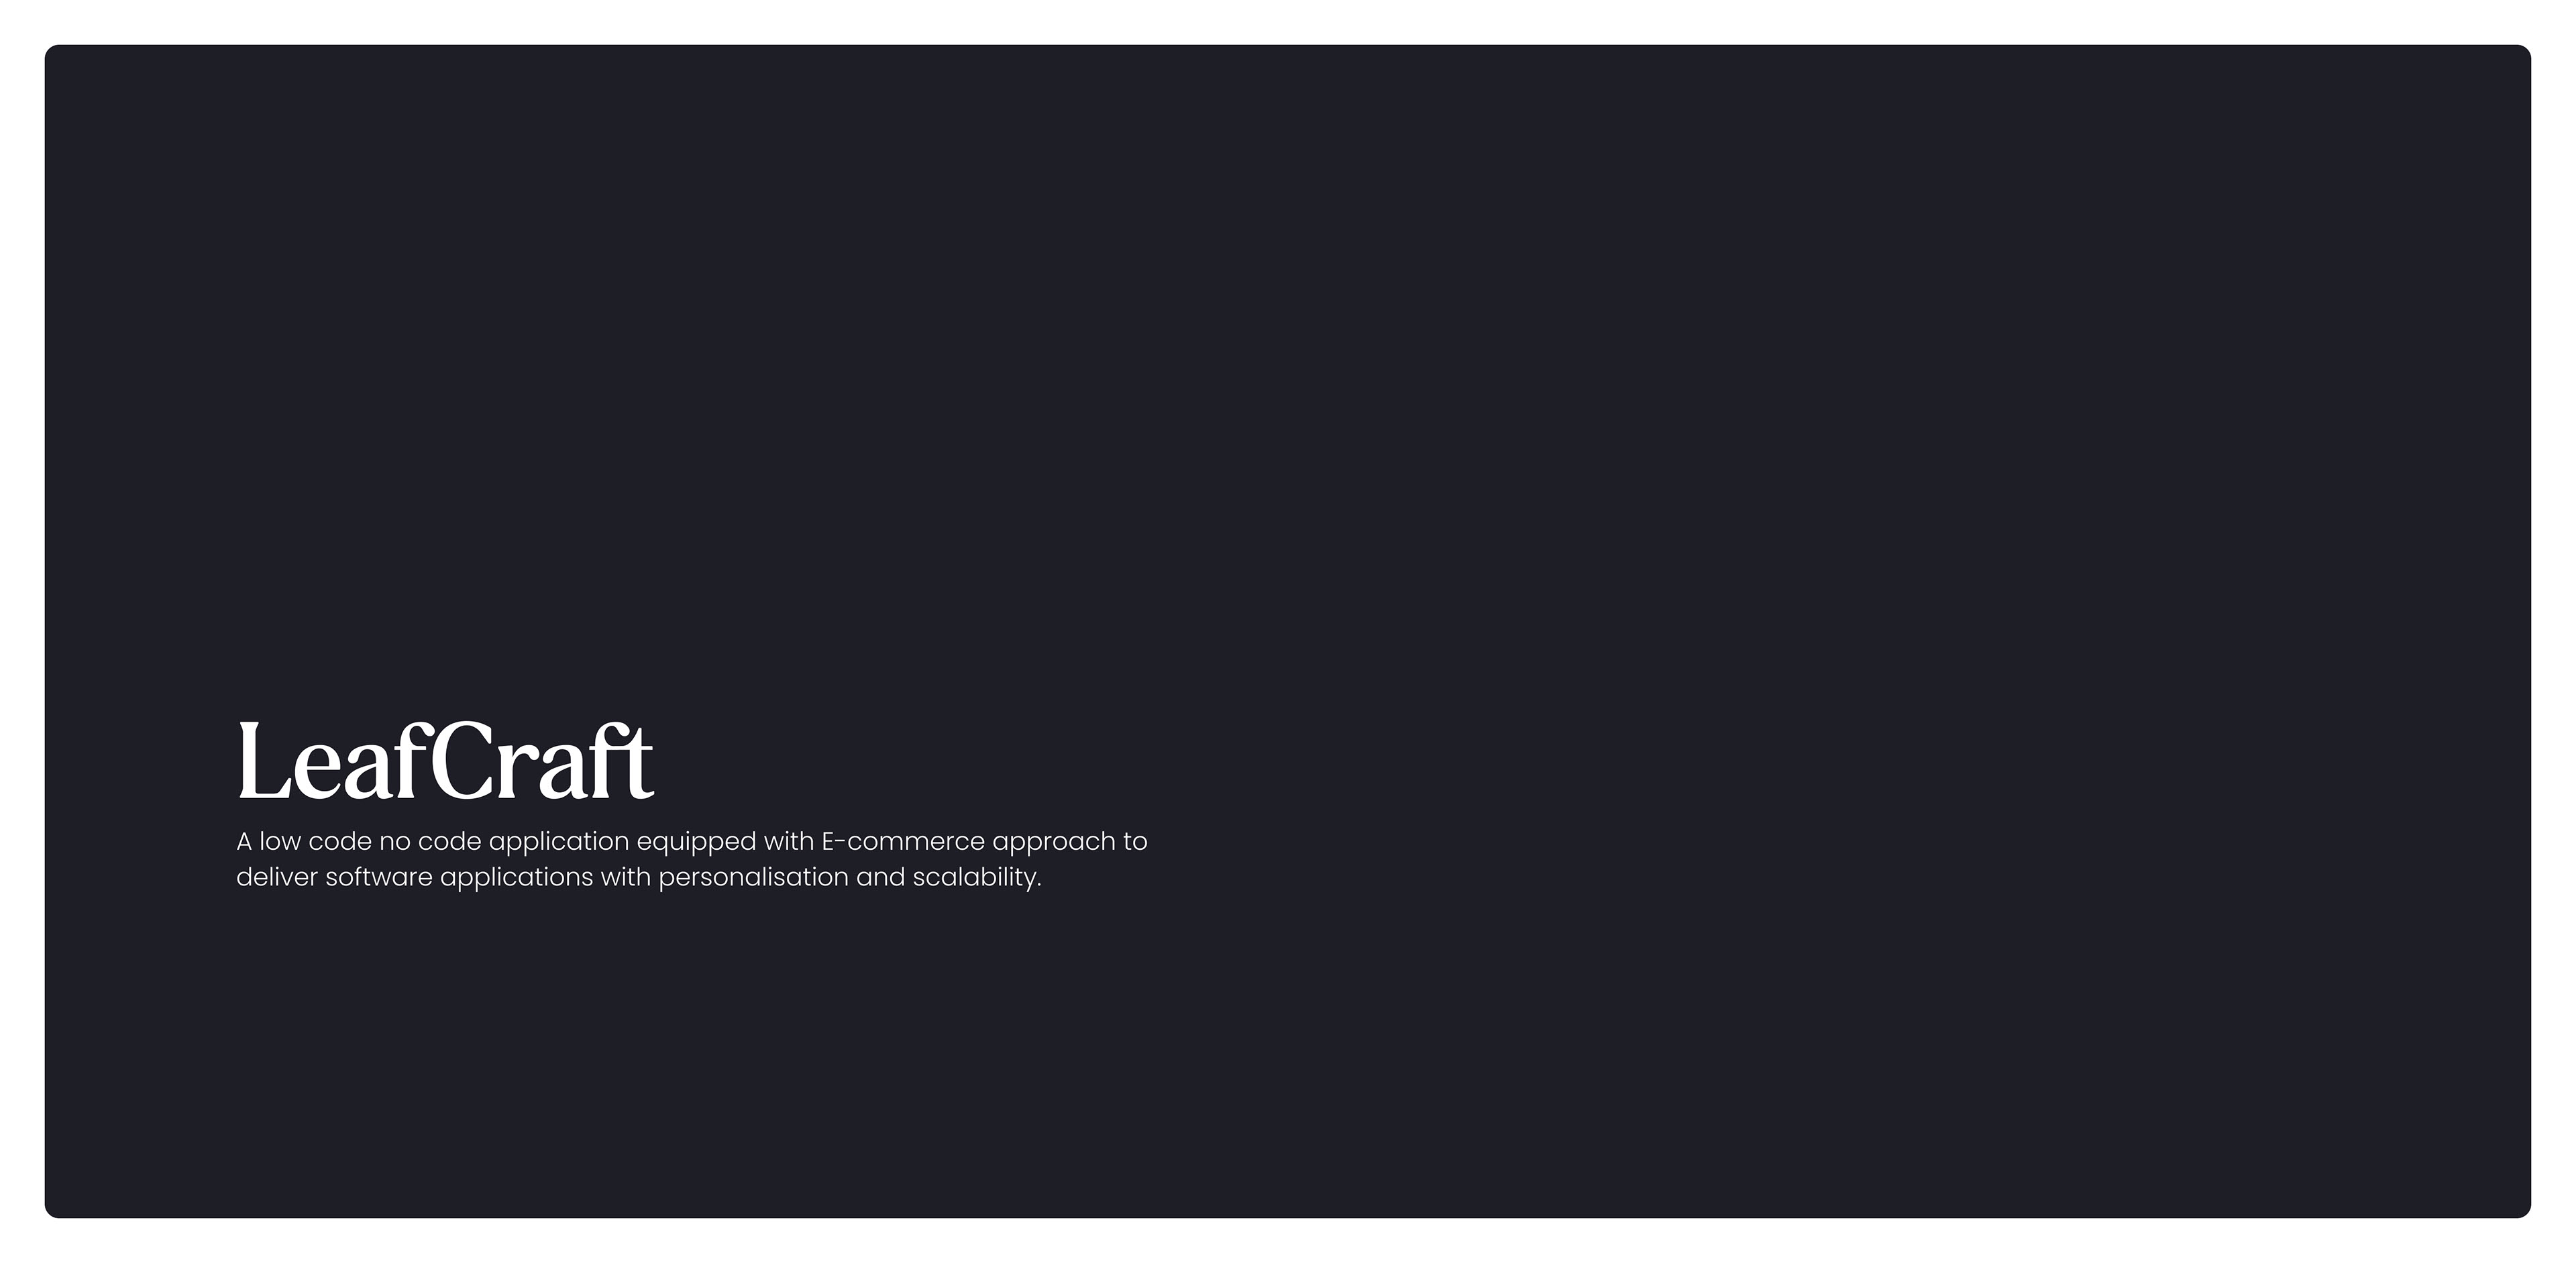 LeafCraft
A low code no code application equipped with E-commerce approach to
deliver software applications with personalisation and scalability.